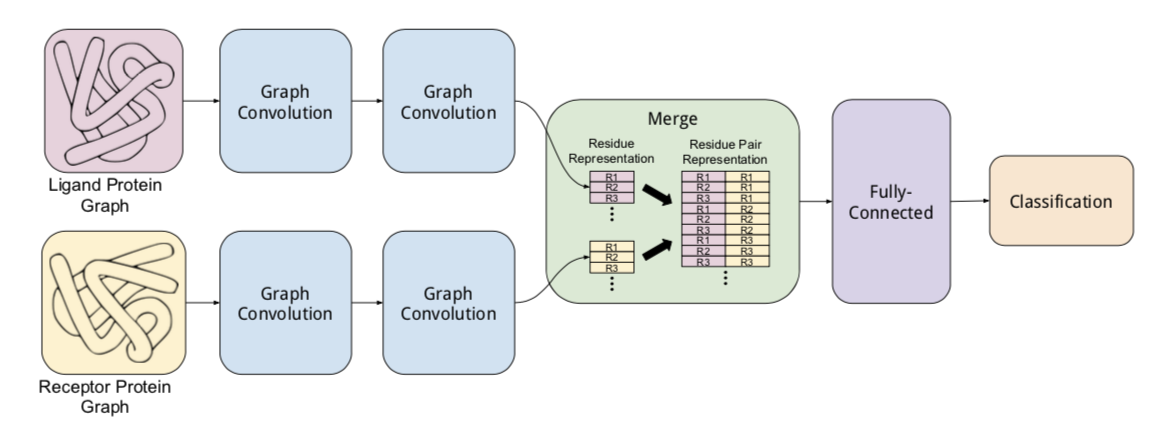 Ligand Protein
Graph
Graph
Convolution
Graph
Convolution
Receptor Protein
Graph
Graph
Convolution
Graph
Convolution
Merge
Residue
Representation
R1
R2
R3
Residue Pair
Representation
R1 R1
R2 R1
R3 R1
R1 R2
R2 R2
R3 R2
R1 R3
R2 R3
R3 R3
R1
R2
R3
Fully-
Connected
Classification